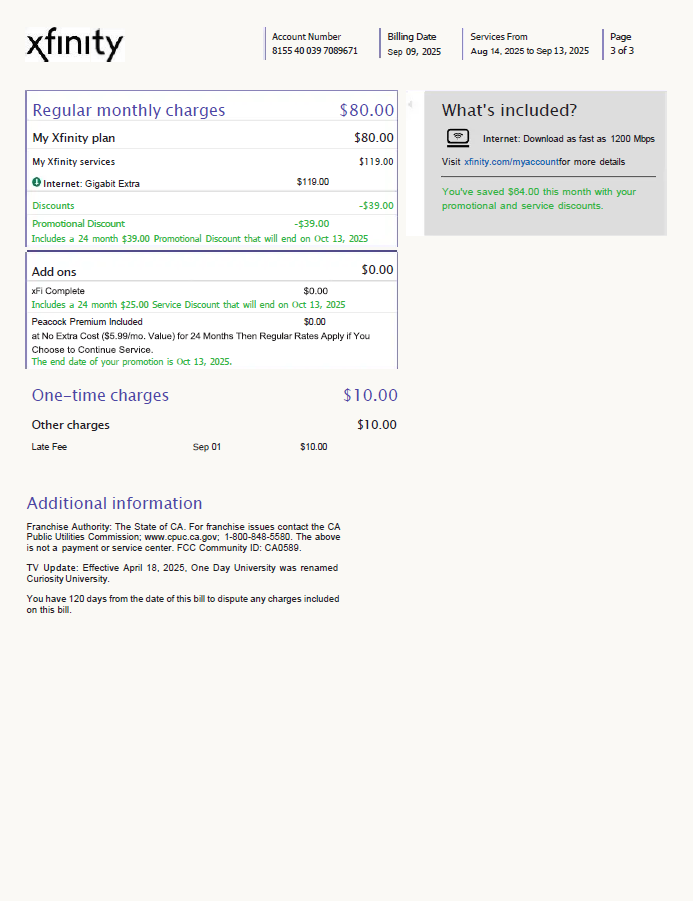 xfinity
Account Number
8155 40 039 7089671
Billing Date
Sep 09, 2025
Services From
Aug 14, 2025 to Sep 13, 2025
Page
3 of 3
Regular monthly charges $80.00
My Xfinity plan $80.00
My Xfinity services $119.00
Internet: Gigabit Extra $119.00
Discounts -$39.00
Promotional Discount -$39.00
Includes a 24 month $39.00 Promotional Discount that will end on Oct 13, 2025
Add ons $0.00
xFi Complete $0.00
Includes a 24 month $25.00 Service Discount that will end on Oct 13, 2025
Peacock Premium Included $0.00
at No Extra Cost ($5.99/mo. Value) for 24 Months Then Regular Rates Apply if You
Choose to Continue Service.
The end date of your promotion is Oct 13, 2025.
One-time charges $10.00
Other charges $10.00
Late Fee Sep 01 $10.00
Additional information
Franchise Authority: The State of CA. For franchise issues contact the CA
Public Utilities Commission; www.cpuc.ca.gov; 1-800-848-5580. The above
is not a payment or service center. FCC Community ID: CA0589.
TV Update: Effective April 18, 2025, One Day University was renamed
Curiosity University.
You have 120 days from the date of this bill to dispute any charges included
on this bill.
What's included?
Internet: Download as fast as 1200 Mbps
Visit xfinity.com/myaccountfor more details
You've saved $64.00 this month with your
promotional and service discounts.